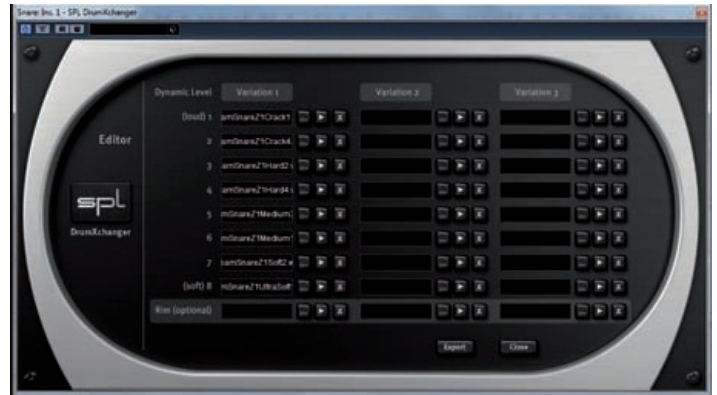 Snare: Ins. 1 - SPL DrumXchanger
Dynamic Level Variation 1 Variation 2 Variation 3
(loud) 1 amSnareZ1Crack1
Editor
2 amSnareZ1Crack4.
3 amSnareZ1Hard2.w
4 amSnareZ1Hard4.w
spl
DrumXchanger
5 mSnareZ1Medium2
6 mSnareZ1Medium
7 amSnareZ1Soft2.w
(soft) 8 mSnareZ1UltraSoft
Rim (optional)
Export Close